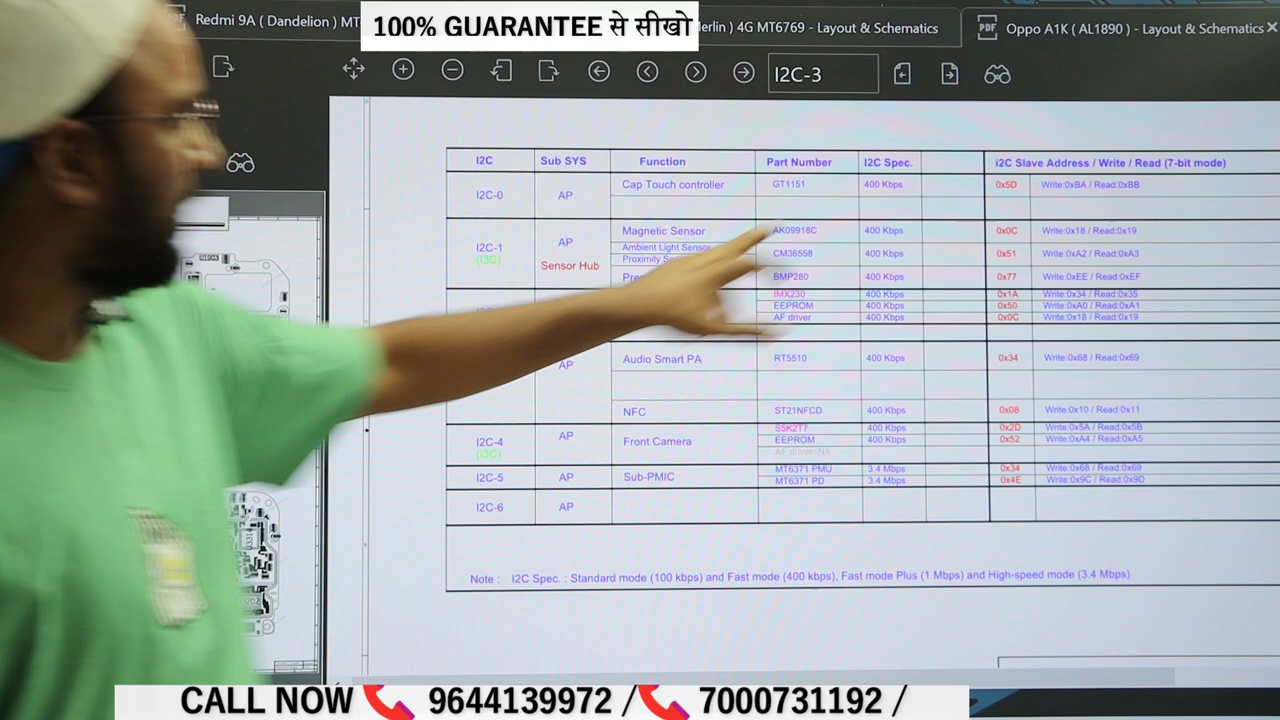 Redmi 9A ( Dandelion ) MT
100% GUARANTEE से सीखो
erlin ) 4G MT6769 - Layout & Schematics
PDF Oppo A1K ( AL1890 ) - Layout & Schematics
I2C-3
I2C Sub SYS Function Part Number I2C Spec. i2C Slave Address / Write / Read (7-bit mode)
I2C-0 AP Cap Touch controller GT1151 400 Kbps 0x5D Write:0xBA / Read:0xBB
I2C-1 (I3C) AP Sensor Hub Magnetic Sensor AK09918C 400 Kbps 0x0C Write:0x18 / Read:0x19
Ambient Light Sensor
Proximity CM36558 400 Kbps 0x51 Write:0xA2 / Read:0xA3
BMP280 400 Kbps 0x77 Write:0xEE / Read:0xEF
IMX230 400 Kbps 0x1A Write:0x34 / Read:0x35
EEPROM 400 Kbps 0x50 Write:0xA0 / Read:0xA1
AF driver 400 Kbps 0x0C Write:0x18 / Read:0x19
AP Audio Smart PA RT5510 400 Kbps 0x34 Write:0x68 / Read:0x69
NFC ST21NFCD 400 Kbps 0x08 Write:0x10 / Read:0x11
I2C-4 (I3C) AP Front Camera S5K2T7 400 Kbps 0x2D Write:0x5A / Read:0x5B
EEPROM 400 Kbps 0x52 Write:0xA4 / Read:0xA5
AF driver=NA
I2C-5 AP Sub-PMIC MT6371 PMU 3.4 Mbps 0x34 Write:0x68 / Read:0x69
MT6371 PD 3.4 Mbps 0x4E Write:0x9C / Read:0x9D
I2C-6 AP
Note : I2C Spec. : Standard mode (100 kbps) and Fast mode (400 kbps), Fast mode Plus (1 Mbps) and High-speed mode (3.4 Mbps)
CALL NOW 9644139972 / 7000731192 /